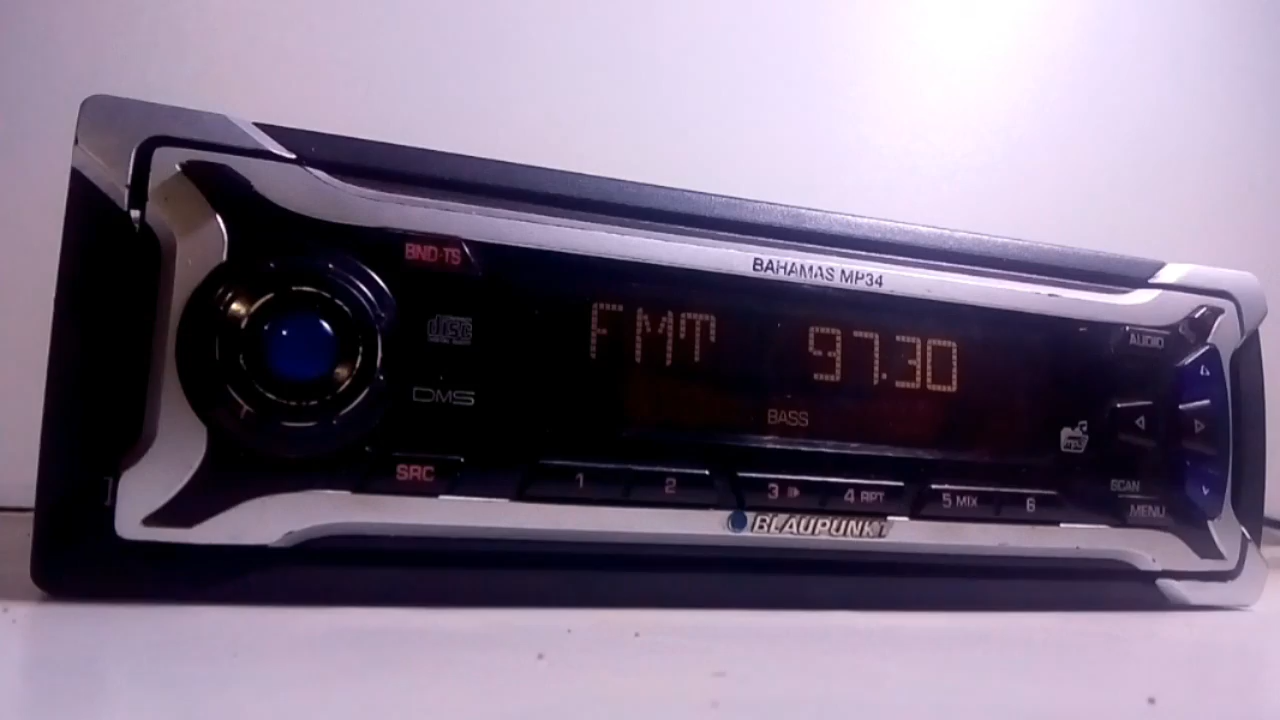 BND·TS
BAHAMAS MP34
disc
DMS
FMT 97.30
BASS
AUDIO
mp3
SRC
1
2
3
4 RPT
5 MIX
6
SCAN
MENU
BLAUPUNKT